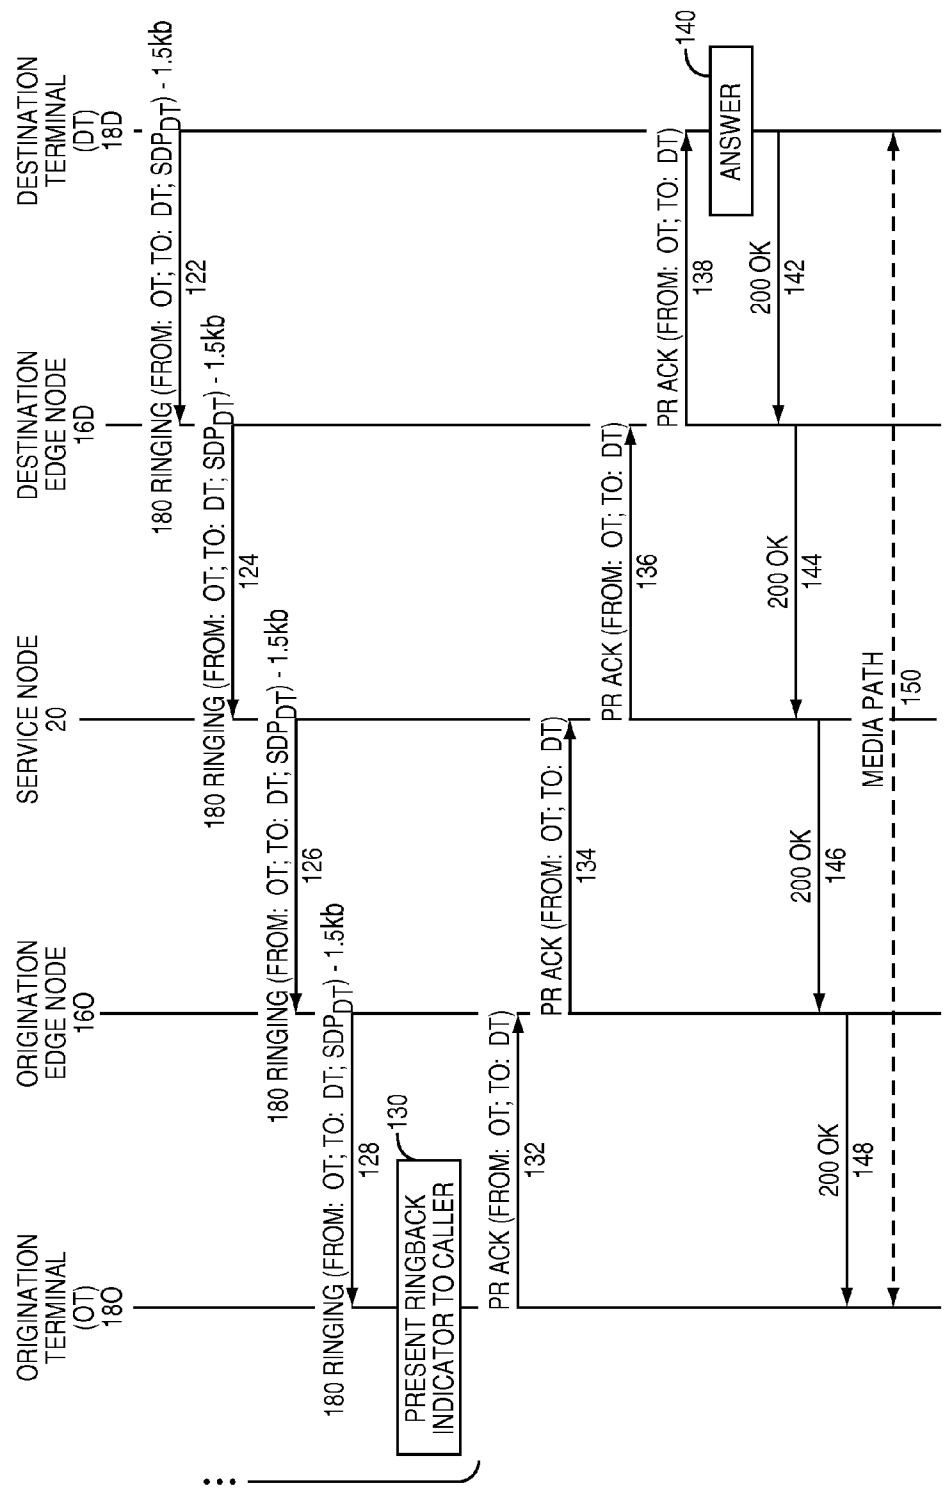 ORIGINATION
TERMINAL
(OT)
18O
ORIGINATION
EDGE NODE
16O
SERVICE NODE
20
DESTINATION
EDGE NODE
16D
DESTINATION
TERMINAL
(DT)
18D
180 RINGING (FROM: OT; TO: DT; SDPDT) - 1.5kb
122
180 RINGING (FROM: OT; TO: DT; SDPDT) - 1.5kb
124
180 RINGING (FROM: OT; TO: DT; SDPDT) - 1.5kb
126
180 RINGING (FROM: OT; TO: DT; SDPDT) - 1.5kb
128
PRESENT RINGBACK
INDICATOR TO CALLER
130
PR ACK (FROM: OT; TO: DT)
132
PR ACK (FROM: OT; TO: DT)
134
PR ACK (FROM: OT; TO: DT)
136
PR ACK (FROM: OT; TO: DT)
138
ANSWER
140
200 OK
142
200 OK
144
200 OK
146
200 OK
148
MEDIA PATH
150